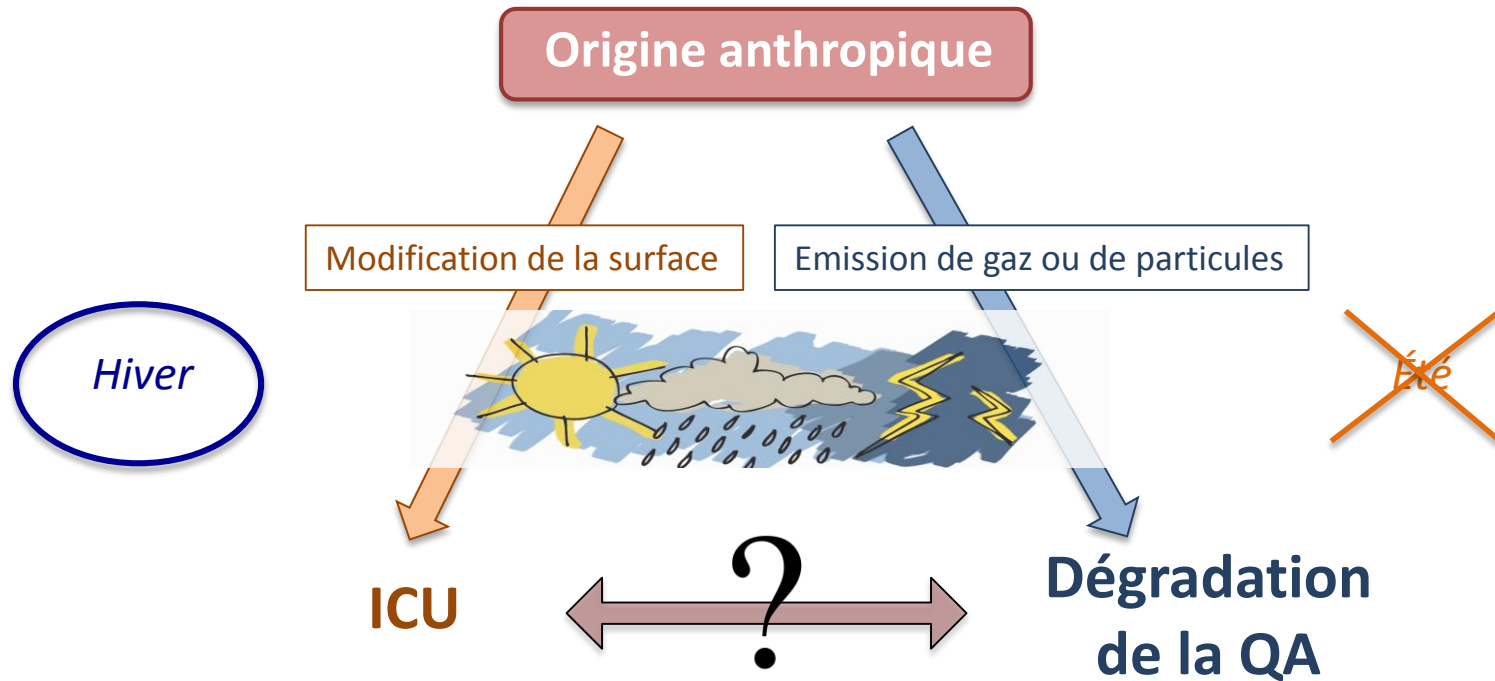 Origine anthropique
Modification de la surface
Emission de gaz ou de particules
Hiver
Été
ICU
?
Dégradation
de la QA